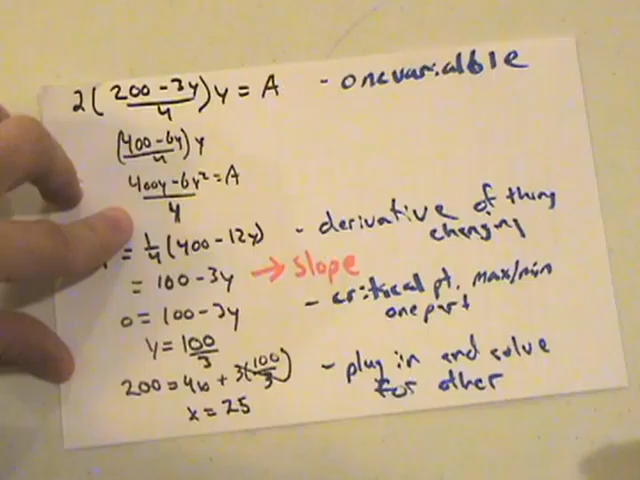 2(200-3y/4)y = A - onevarialble
(400-6y/4)y
400y-6y²/4 = A
= 1/4(400-12y) - derivative of thing changing
= 100-3y → slope
0 = 100-3y - critical pt. max/min one part
y = 100/3
200 = 4x + 3(100/3) - plug in and solve for other
x = 25